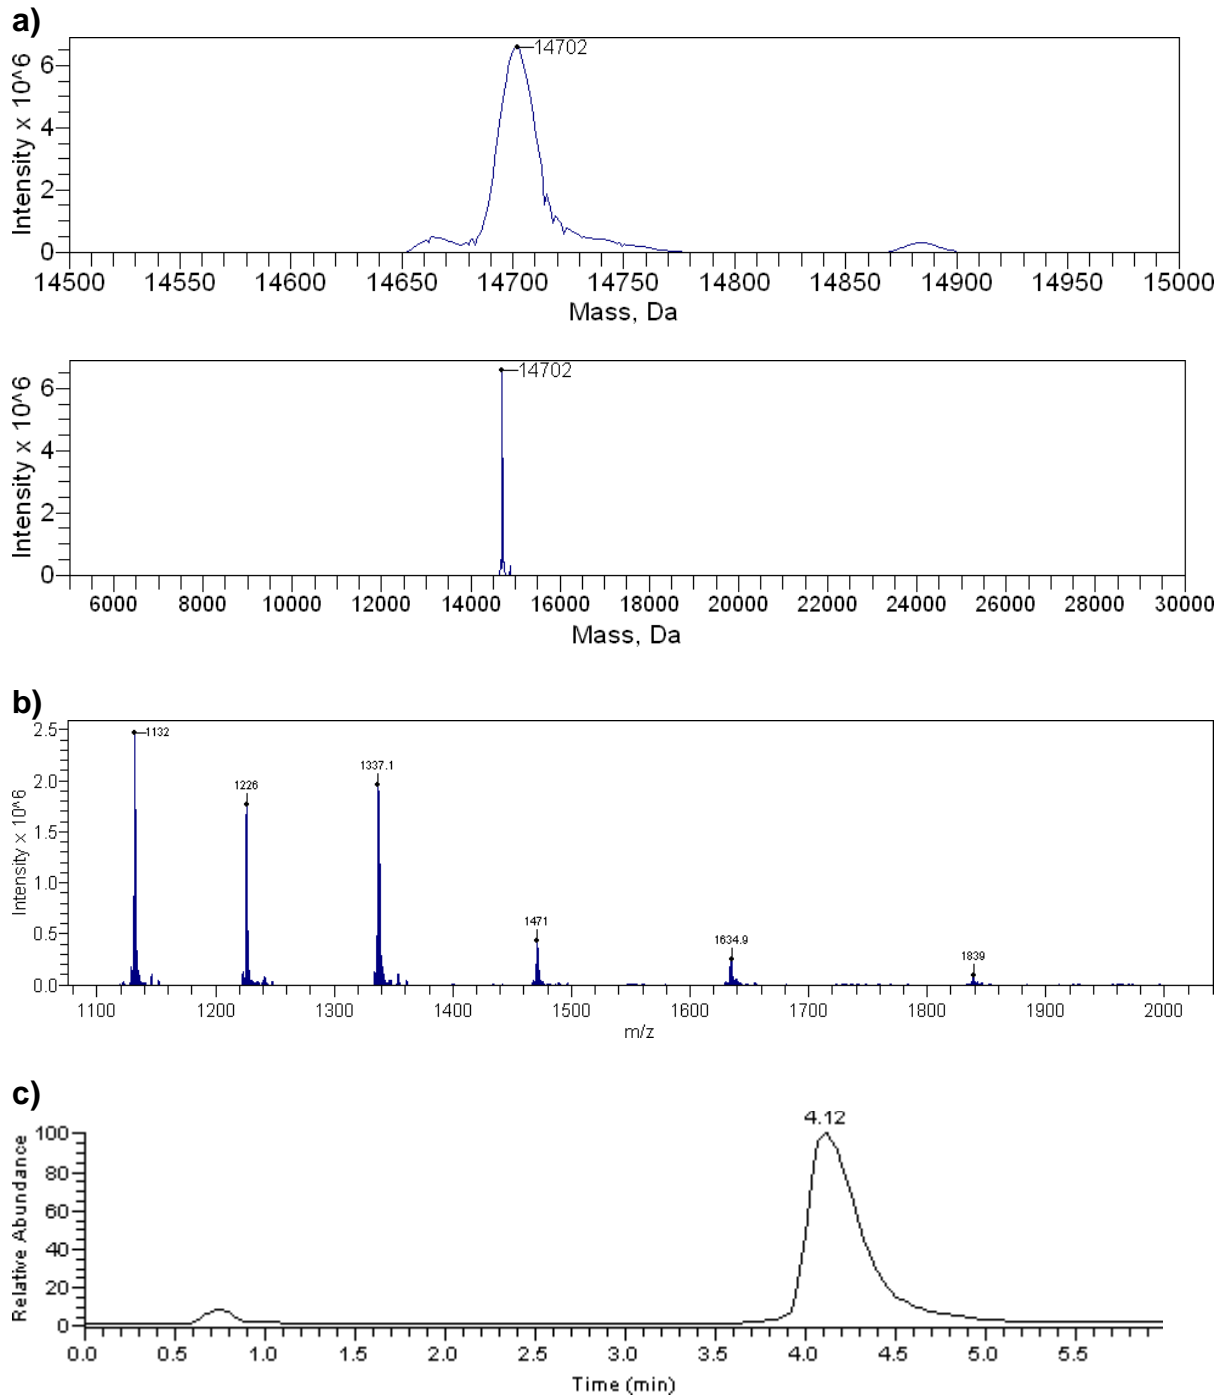 a)
14702
Intensity x 10^6
6
4
2
0
14500 14550 14600 14650 14700 14750 14800 14850 14900 14950 15000
Mass, Da
14702
Intensity x 10^6
6
4
2
0
6000 8000 10000 12000 14000 16000 18000 20000 22000 24000 26000 28000 30000
Mass, Da
b)
1132
1226
1337.1
1471
1634.9
1839
Intensity x 10^6
2.5
2.0
1.5
1.0
0.5
0.0
1100 1200 1300 1400 1500 1600 1700 1800 1900 2000
m/z
c)
4.12
Relative Abundance
100
80
60
40
20
0
0.0 0.5 1.0 1.5 2.0 2.5 3.0 3.5 4.0 4.5 5.0 5.5
Time (min)